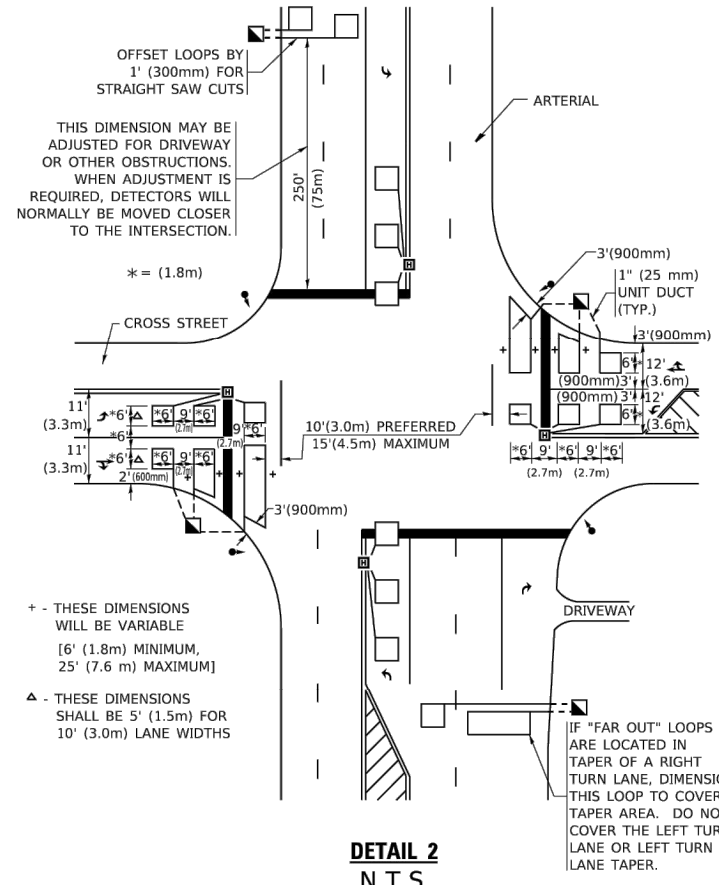 OFFSET LOOPS BY
1' (300mm) FOR
STRAIGHT SAW CUTS
ARTERIAL
THIS DIMENSION MAY BE
ADJUSTED FOR DRIVEWAY
OR OTHER OBSTRUCTIONS.
WHEN ADJUSTMENT IS
REQUIRED, DETECTORS WILL
NORMALLY BE MOVED CLOSER
TO THE INTERSECTION.
250'
(75m)
* = (1.8m)
H
3'(900mm)
1" (25 mm)
UNIT DUCT
(TYP.)
CROSS STREET
3'(900mm)
+ + +
6' * 12'
(900mm) 3' (3.6m)
(900mm) 3' 12'
6' * (3.6m)
H
*6' 9' *6' 9' *6'
(2.7m) (2.7m)
H
11'
(3.3m)
*6' Δ *6' 9' *6'
(2.7m)
*6'
9' *6'
(2.7m)
11'
(3.3m)
*6' Δ *6' 9' *6'
(2.7m)
2' (600mm)
+ + + +
10'(3.0m) PREFERRED
15'(4.5m) MAXIMUM
3'(900mm)
H
DRIVEWAY
+ - THESE DIMENSIONS
WILL BE VARIABLE
[6' (1.8m) MINIMUM,
25' (7.6 m) MAXIMUM]
Δ - THESE DIMENSIONS
SHALL BE 5' (1.5m) FOR
10' (3.0m) LANE WIDTHS
IF "FAR OUT" LOOPS
ARE LOCATED IN
TAPER OF A RIGHT
TURN LANE, DIMENSIO
THIS LOOP TO COVER
TAPER AREA. DO NO
COVER THE LEFT TUR
LANE OR LEFT TURN
LANE TAPER.
DETAIL 2
N.T.S.